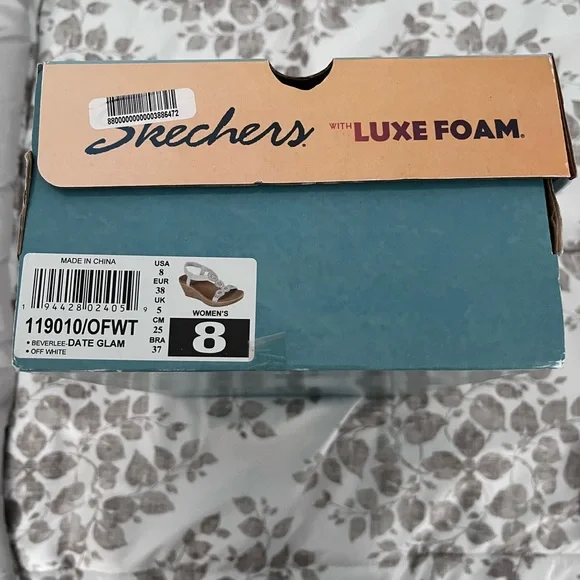 8800000000000003886472
Skechers
WITH LUXE FOAM
MADE IN CHINA
1 94428 02405 9
119010/OFWT
• BEVERLEE-DATE GLAM
• OFF WHITE
USA
8
EUR
38
UK
5
CM
25
BRA
37
WOMEN'S
8